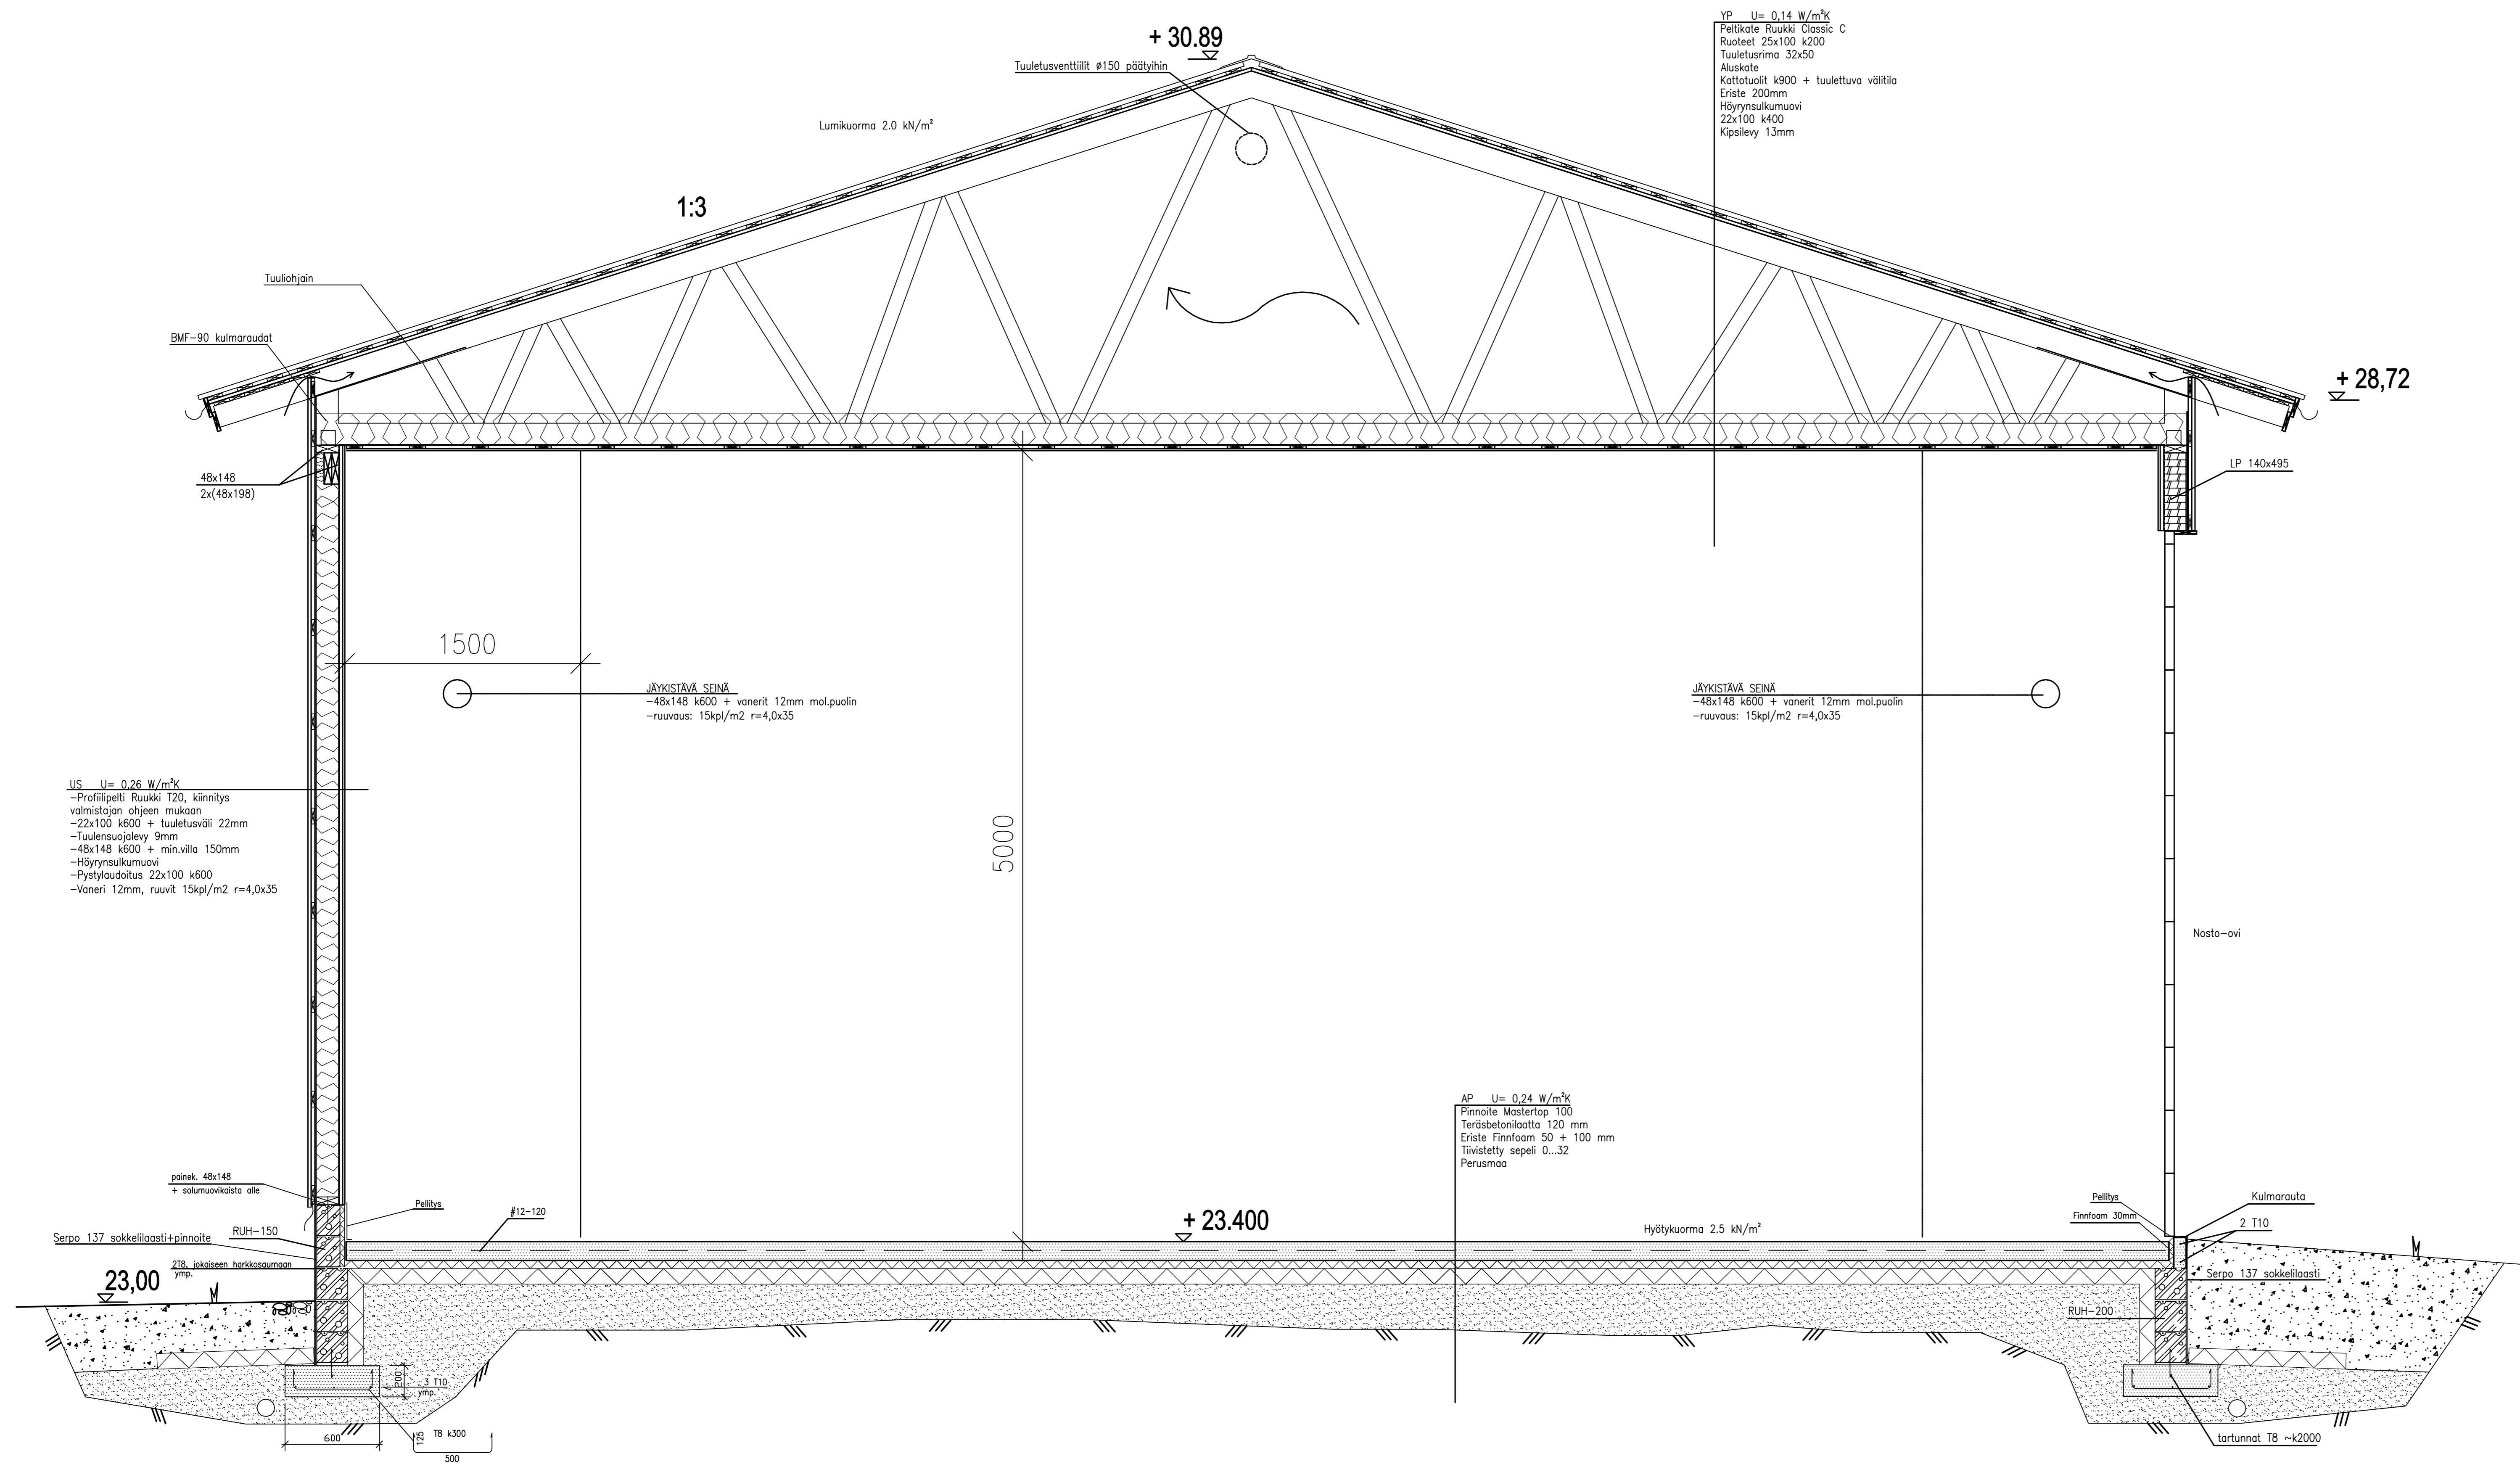 YP U= 0,14 W/m²K
Peltikate Ruukki Classic C
Ruoteet 25x100 k200
Tuuletusrima 32x50
Aluskate
Kattotuolit k900 + tuulettuva välitila
Eriste 200mm
Höyrynsulkumuovi
22x100 k400
Kipsilevy 13mm
+ 30.89
Tuuletusventtiilit ø150 päätyihin
Lumikuorma 2.0 kN/m²
1:3
Tuuliohjain
BMF-90 kulmaraudat
+ 28,72
48x148
2x(48x198)
LP 140x495
1500
JÄYKISTÄVÄ SEINÄ
-48x148 k600 + vanerit 12mm mol.puolin
-ruuvaus: 15kpl/m2 r=4,0x35
JÄYKISTÄVÄ SEINÄ
-48x148 k600 + vanerit 12mm mol.puolin
-ruuvaus: 15kpl/m2 r=4,0x35
5000
US U= 0.26 W/m²K
-Profiilipelti Ruukki T20, kiinnitys
valmistajan ohjeen mukaan
-22x100 k600 + tuuletusväli 22mm
-Tuulensuojalevy 9mm
-48x148 k600 + min.villa 150mm
-Höyrynsulkumuovi
-Pystylaudoitus 22x100 k600
-Vaneri 12mm, ruuvit 15kpl/m2 r=4,0x35
Nosto-ovi
AP U= 0,24 W/m²K
Pinnoite Mastertop 100
Teräsbetonilaatta 120 mm
Eriste Finnfoam 50 + 100 mm
Tiivistetty sepeli 0...32
Perusmaa
painek. 48x148
+ solumuovikaista alle
Pellitys
#12-120
+ 23.400
Hyötykuorma 2.5 kN/m²
Pellitys
Finnfoam 30mm
Kulmarauta
2 T10
RUH-150
Serpo 137 sokkelilaasti+pinnoite
2T8, jokaiseen harkkosaumaan
ymp.
23,00
Serpo 137 sokkelilaasti
RUH-200
200
3 T10
ymp.
600
125
T8 k300
500
tartunnat T8 ~k2000